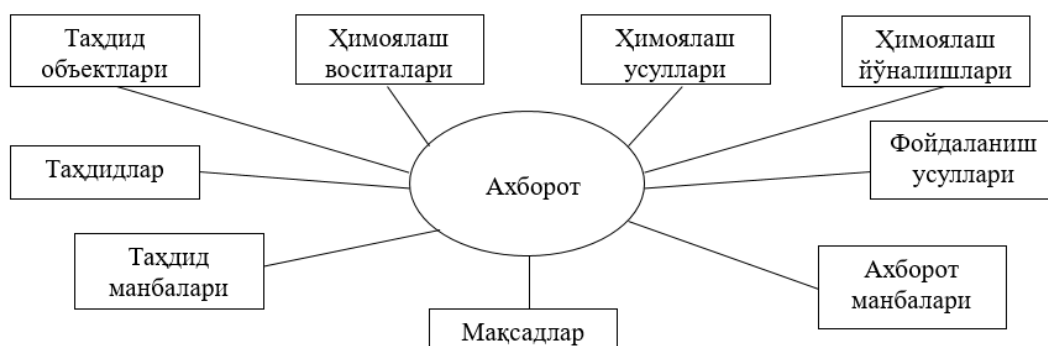 Таҳдид
объектлари
Ҳимоялаш
воситалари
Ҳимоялаш
усуллари
Ҳимоялаш
йўналишлари
Таҳдидлар
Ахборот
Фойдаланиш
усуллари
Таҳдид
манбалари
Мақсадлар
Ахборот
манбалари